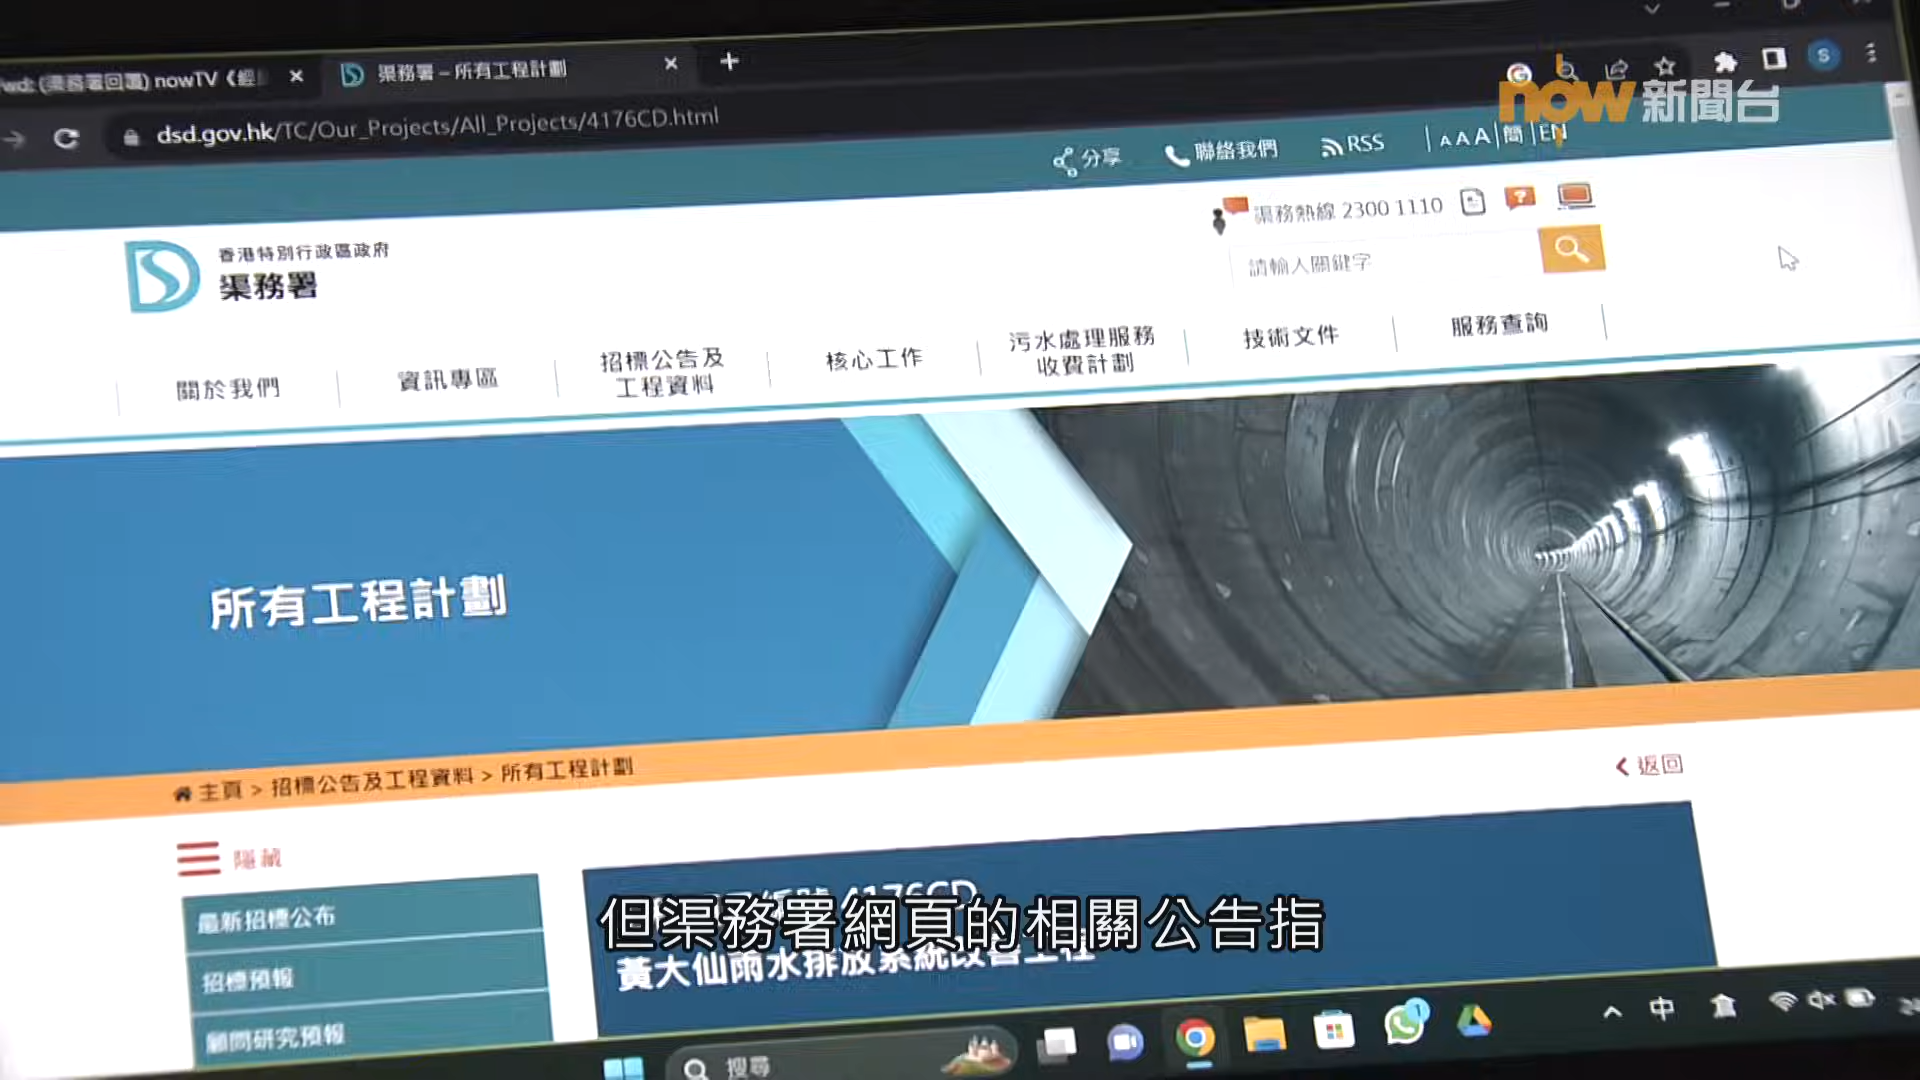 nowTV《經
渠務署 – 所有工程計劃
dsd.gov.hk/TC/Our_Projects/All_Projects/4176CD.html
now 新聞台
分享
聯絡我們
RSS
A A A
簡
EN
香港特別行政區政府
渠務署
渠務熱線 2300 1110
請輸入關鍵字
關於我們
資訊專區
招標公告及
工程資料
核心工作
污水處理服務
收費計劃
技術文件
服務查詢
所有工程計劃
主頁 > 招標公告及工程資料 > 所有工程計劃
返回
隱藏
最新招標公布
招標預報
顧問研究預報
4176CD
黃大仙雨水排放系統改善工程
但渠務署網頁的相關公告指
搜尋
中
倉